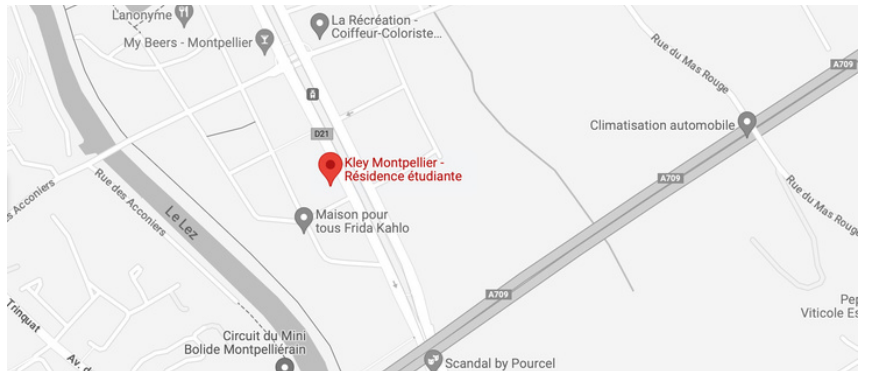 Lanonyme
La Récréation -
Coiffeur-Coloriste...
My Beers - Montpellier
Rue du Mas Rouge
A709
D21
Climatisation automobile
Kley Montpellier -
Résidence étudiante
A709
Rue des Acconiers
es Acconiers
Le Lez
Maison pour
tous Frida Kahlo
Rue du Mas Rouge
A709
Trinquat
Av. d
Circuit du Mini
Bolide Montpelliérain
Pep
Viticole Es
Scandal by Pourcel